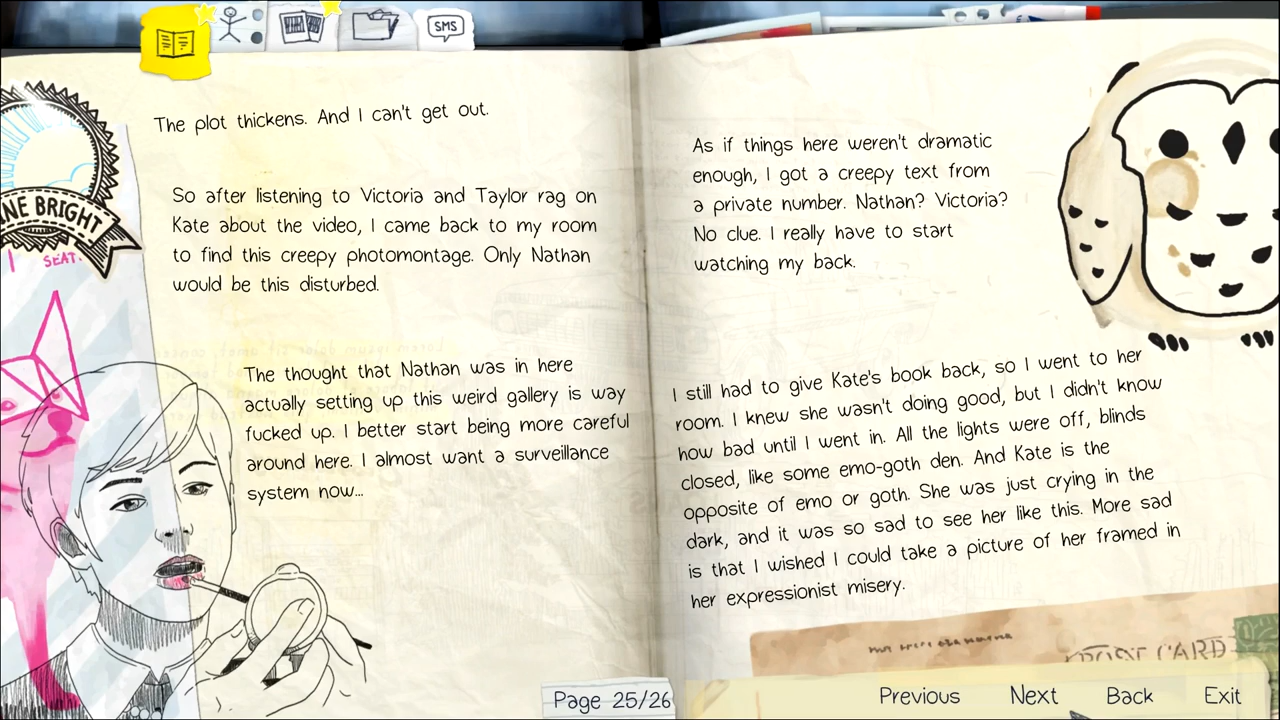 SMS
The plot thickens. And I can't get out.
So after listening to Victoria and Taylor rag on
Kate about the video, I came back to my room
to find this creepy photomontage. Only Nathan
would be this disturbed.
The thought that Nathan was in here
actually setting up this weird gallery is way
fucked up. I better start being more careful
around here. I almost want a surveillance
system now...
NE BRIGHT
SEAT.
As if things here weren't dramatic
enough, I got a creepy text from
a private number. Nathan? Victoria?
No clue. I really have to start
watching my back.
I still had to give Kate's book back, so I went to her
room. I knew she wasn't doing good, but I didn't know
how bad until I went in. All the lights were off, blinds
closed, like some emo-goth den. And Kate is the
opposite of emo or goth. She was just crying in the
dark, and it was so sad to see her like this. More sad
is that I wished I could take a picture of her framed in
her expressionist misery.
POST CARD
Page 25/26
Previous Next Back Exit